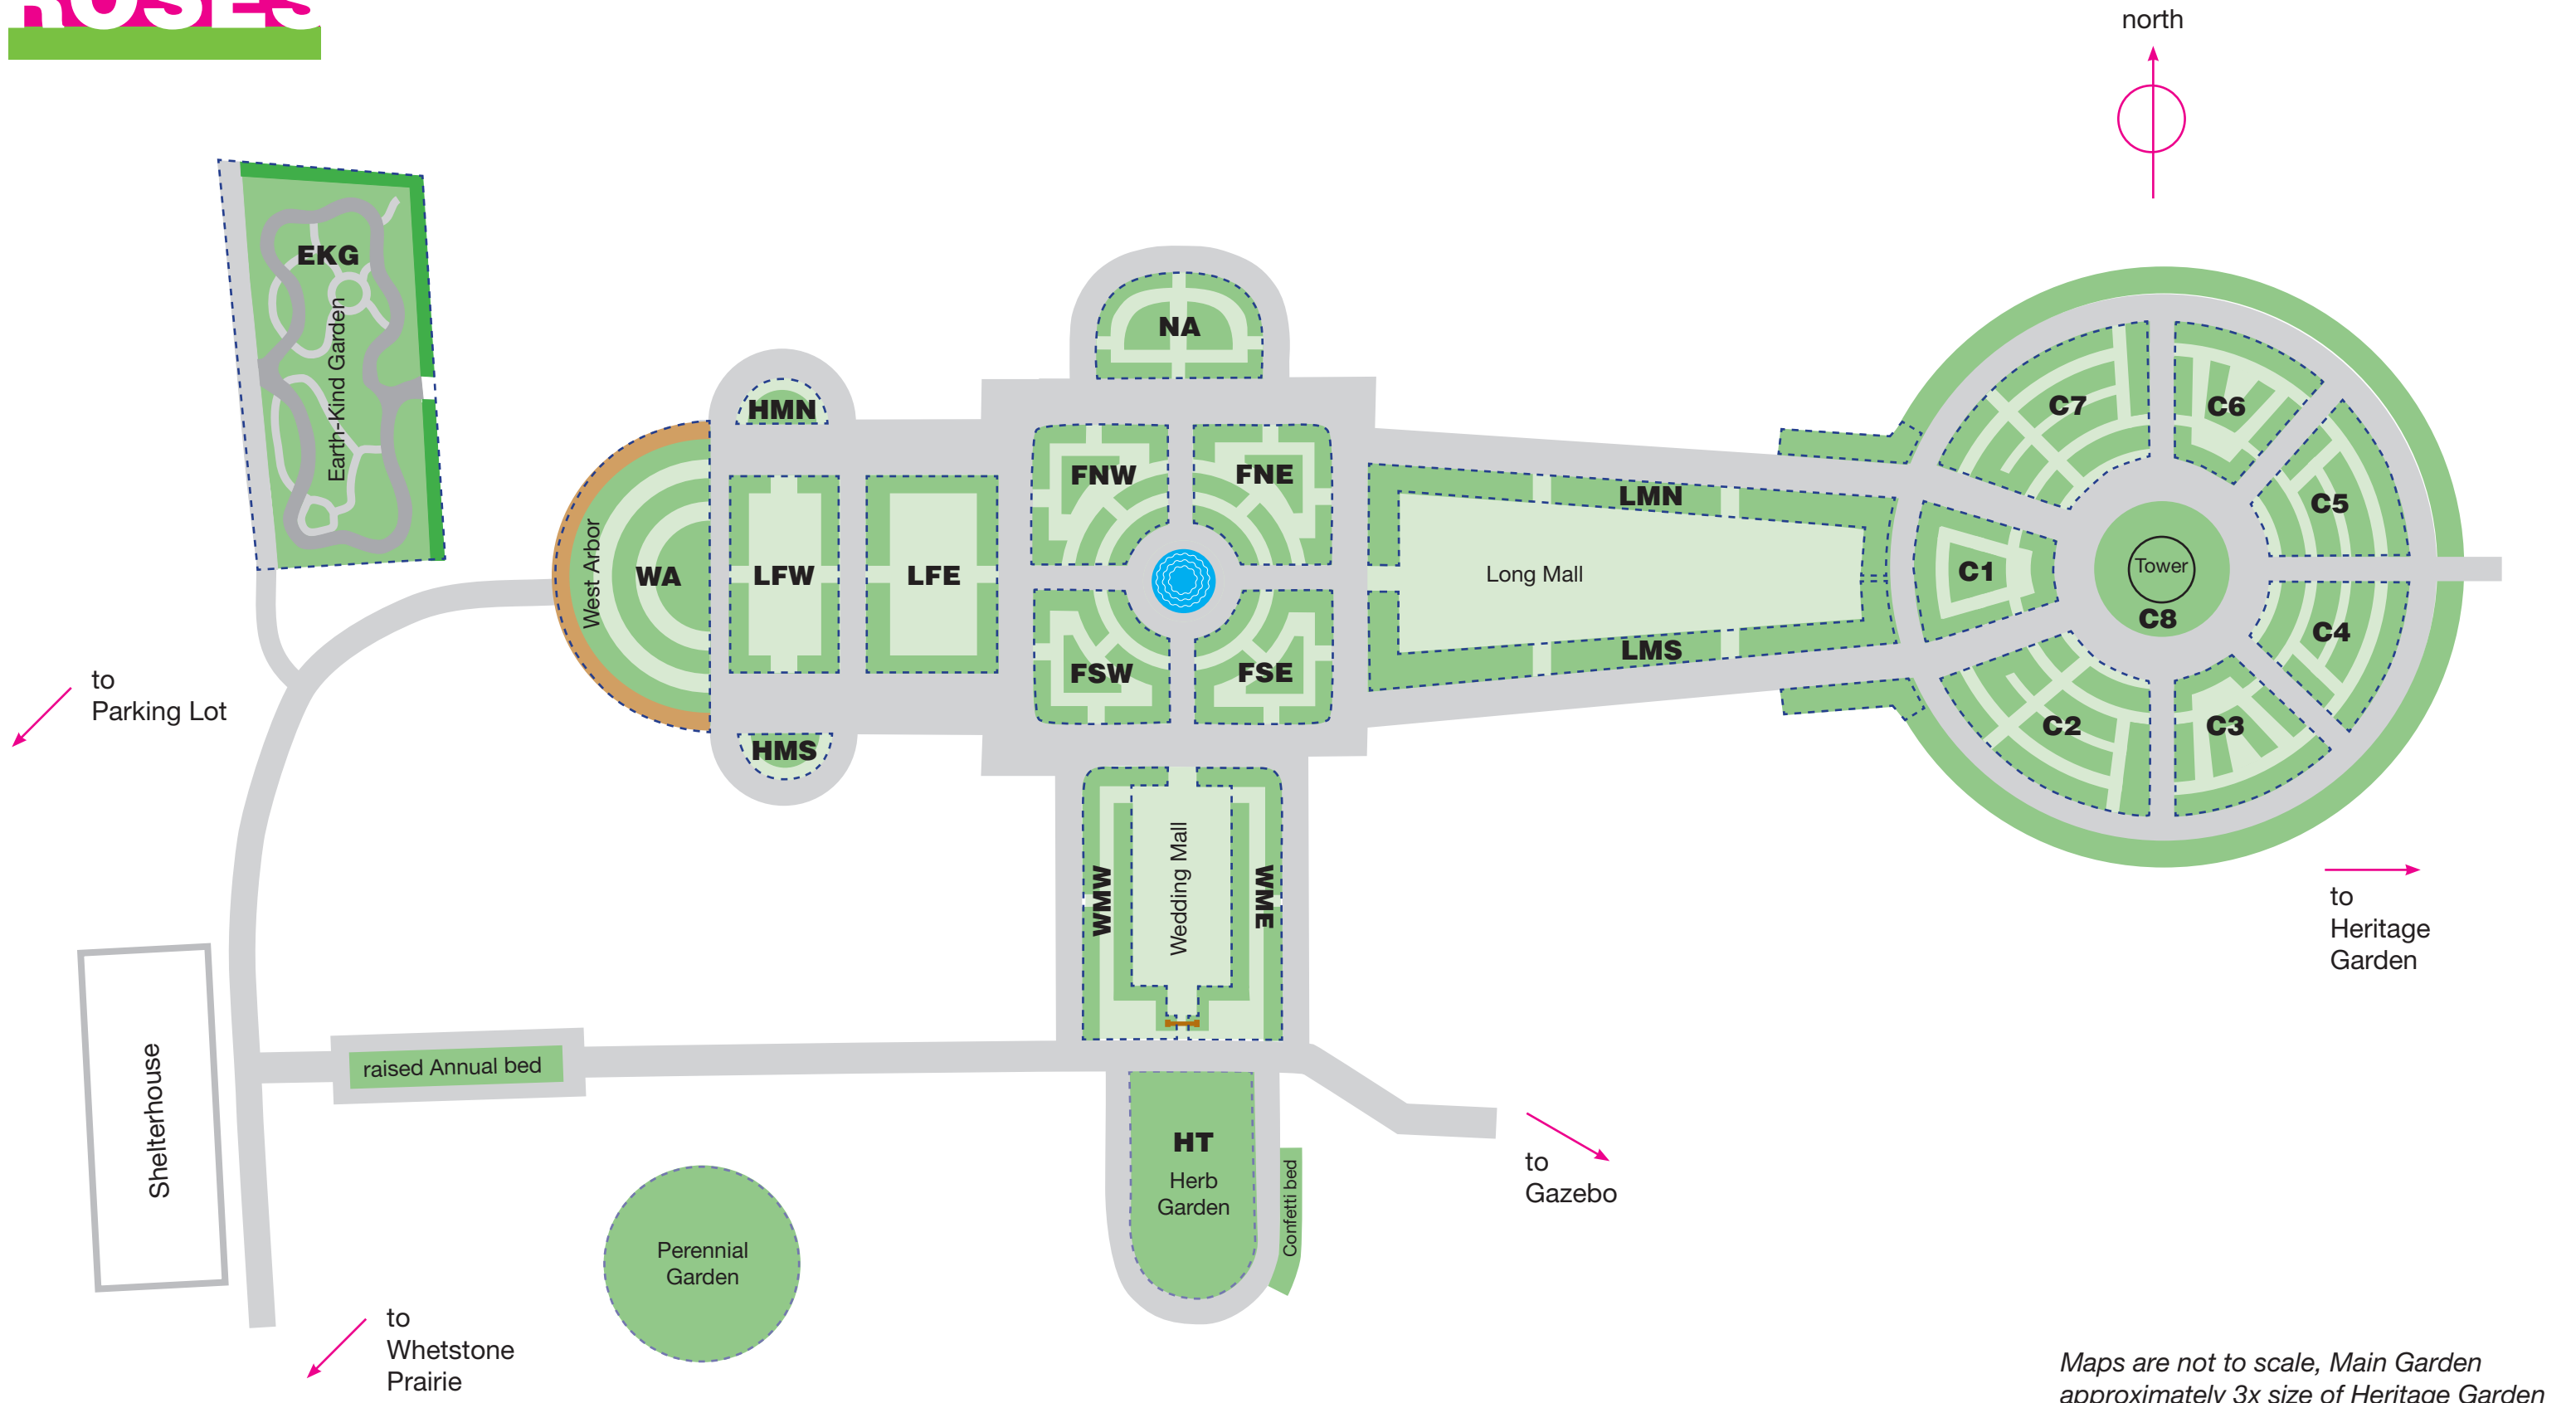 ROSES
north
EKG
Earth-Kind Garden
NA
HMN
C7
C6
FNW
FNE
LMN
C5
West Arbor
WA
LFW
LFE
Long Mall
C1
Tower
C8
C4
FSW
FSE
LMS
to
Parking Lot
HMS
C2
C3
WMW
Wedding Mall
WME
to
Heritage
Garden
Shelterhouse
raised Annual bed
HT
Herb
Garden
Confetti bed
to
Gazebo
Perennial
Garden
to
Whetstone
Prairie
Maps are not to scale, Main Garden
approximately 3x size of Heritage Garden